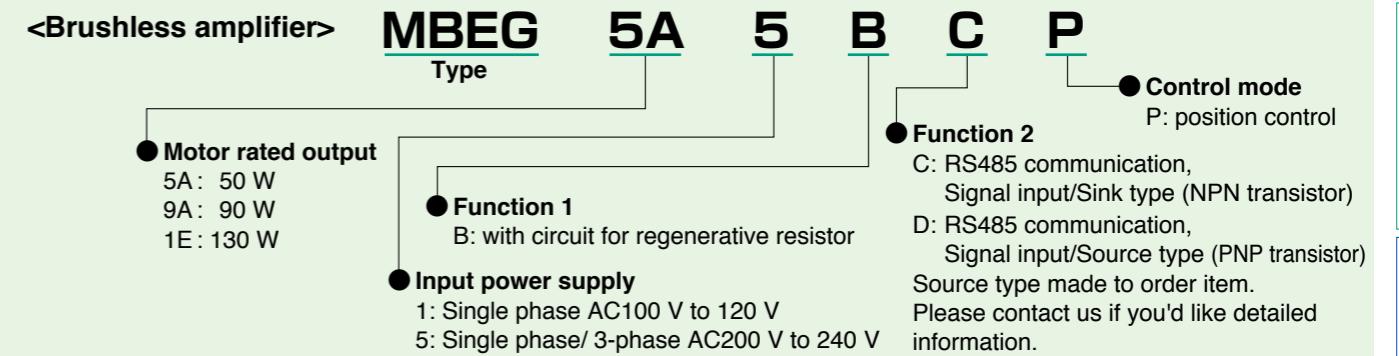 <Brushless amplifier> MBEG 5A 5 B C P
Type
Control mode
P: position control
Function 2
C: RS485 communication,
Signal input/Sink type (NPN transistor)
D: RS485 communication,
Signal input/Source type (PNP transistor)
Source type made to order item.
Please contact us if you'd like detailed
information.
Motor rated output
5A: 50 W
9A: 90 W
1E: 130 W
Function 1
B: with circuit for regenerative resistor
Input power supply
1: Single phase AC100 V to 120 V
5: Single phase/ 3-phase AC200 V to 240 V